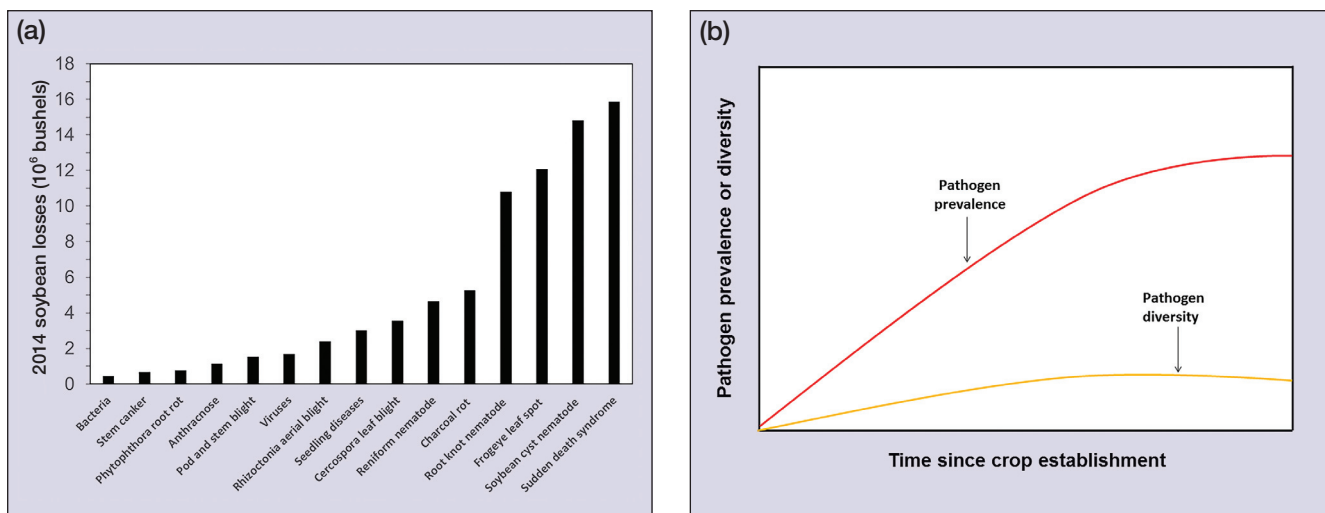 (a)
2014 soybean losses (10⁶ bushels)
18
16
14
12
10
8
6
4
2
0
Bacteria
Stem canker
Phytophthora root rot
Anthracnose
Pod and stem blight
Viruses
Rhizoctonia aerial blight
Seedling diseases
Cercospora leaf blight
Reniform nematode
Charcoal rot
Root knot nematode
Frogeye leaf spot
Soybean cyst nematode
Sudden death syndrome
(b)
Pathogen prevalence or diversity
Pathogen
prevalence
Pathogen
diversity
Time since crop establishment